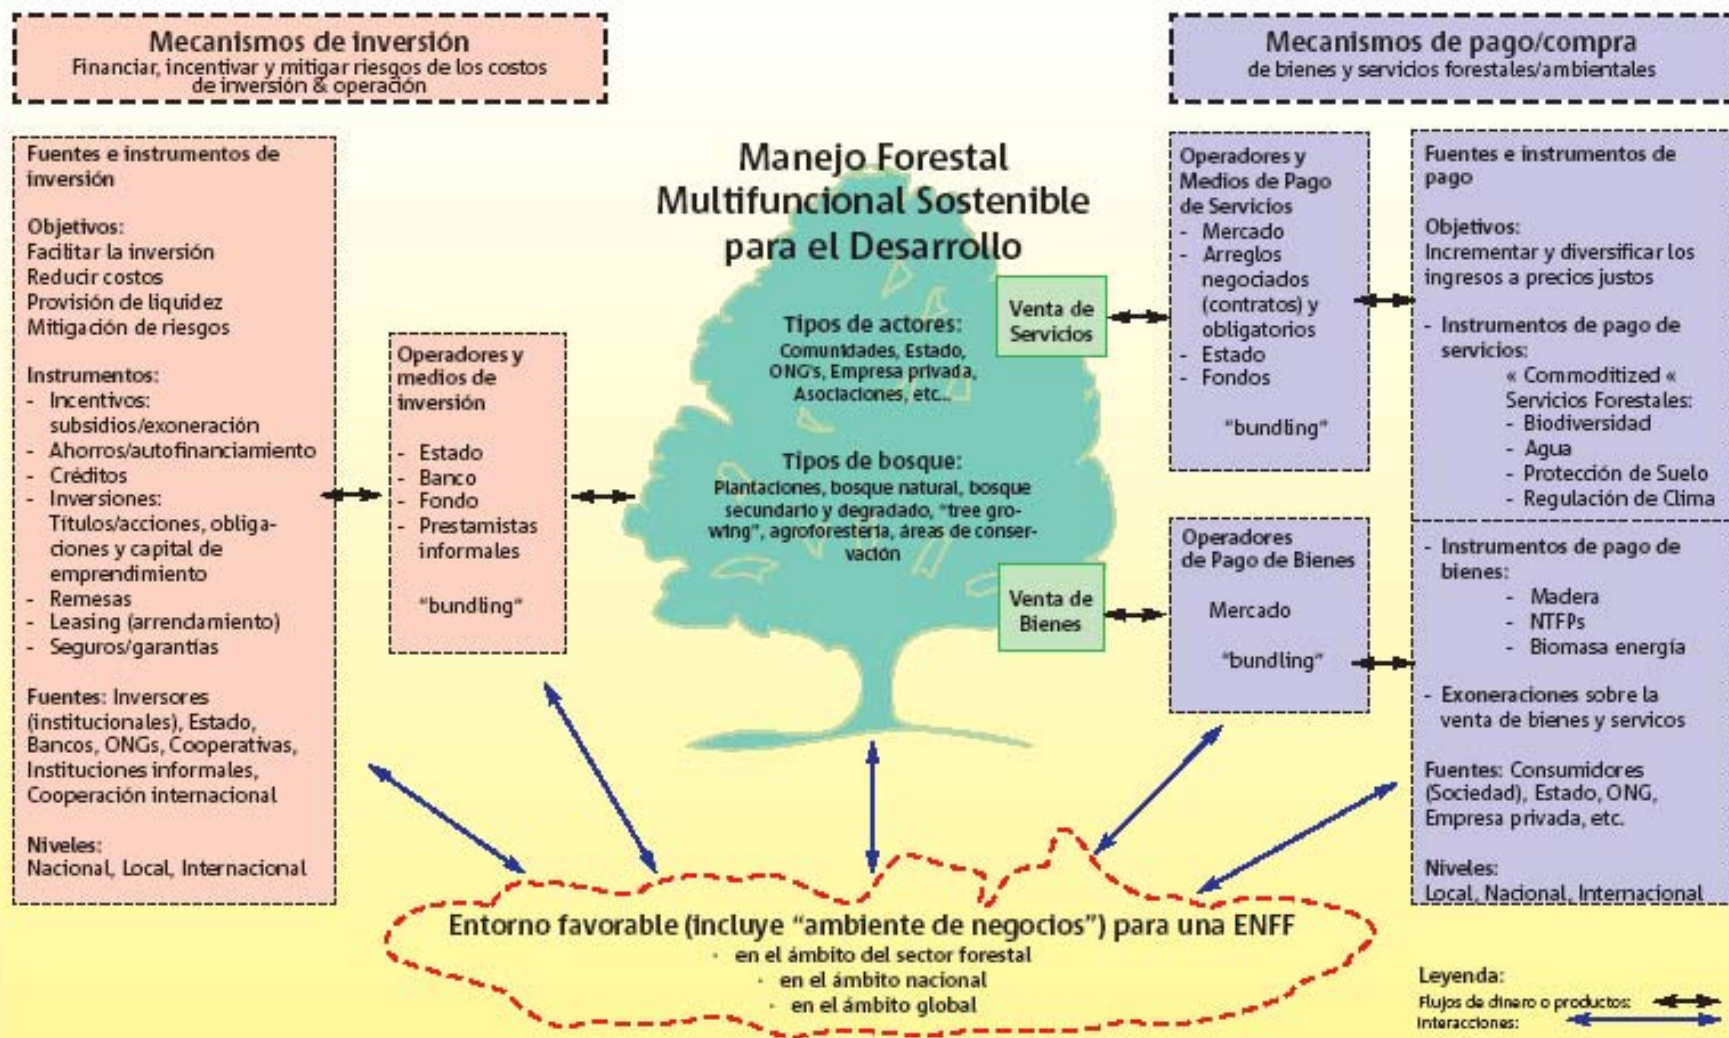 Mecanismos de inversión
Financiar, incentivar y mitigar riesgos de los costos
de inversión & operación
Mecanismos de pago/compra
de bienes y servicios forestales/ambientales
Fuentes e instrumentos de
inversión
Objetivos:
Facilitar la inversión
Reducir costos
Provisión de liquidez
Mitigación de riesgos
Instrumentos:
- Incentivos:
subsidios/exoneración
- Ahorros/autofinanciamiento
- Créditos
- Inversiones:
Títulos/acciones, obliga-
ciones y capital de
emprendimiento
- Remesas
- Leasing (arrendamiento)
- Seguros/garantías
Fuentes: Inversores
(institucionales), Estado,
Bancos, ONGs, Cooperativas,
Instituciones informales,
Cooperación internacional
Niveles:
Nacional, Local, Internacional
Operadores y
medios de
inversión
- Estado
- Banco
- Fondo
- Prestamistas
informales
"bundling"
Manejo Forestal
Multifuncional Sostenible
para el Desarrollo
Tipos de actores:
Comunidades, Estado,
ONG's, Empresa privada,
Asociaciones, etc...
Tipos de bosque:
Plantaciones, bosque natural, bosque
secundario y degradado, "tree gro-
wing", agroforestería, áreas de conser-
vación
Venta de
Servicios
Venta de
Bienes
Operadores y
Medios de Pago
de Servicios
- Mercado
- Arreglos
negociados
(contratos) y
obligatorios
- Estado
- Fondos
"bundling"
Operadores
de Pago de Bienes
Mercado
"bundling"
Fuentes e instrumentos de
pago
Objetivos:
Incrementar y diversificar los
ingresos a precios justos
- Instrumentos de pago de
servicios:
« Commoditized «
Servicios Forestales:
- Biodiversidad
- Agua
- Protección de Suelo
- Regulación de Clima
- Instrumentos de pago de
bienes:
- Madera
- NTFPs
- Biomasa energía
- Exoneraciones sobre la
venta de bienes y servicos
Fuentes: Consumidores
(Sociedad), Estado, ONG,
Empresa privada, etc.
Niveles:
Local, Nacional, Internacional
Entorno favorable (incluye "ambiente de negocios") para una ENFF
· en el ámbito del sector forestal
· en el ámbito nacional
· en el ámbito global
Leyenda:
Flujos de dinero o productos:
Interacciones: